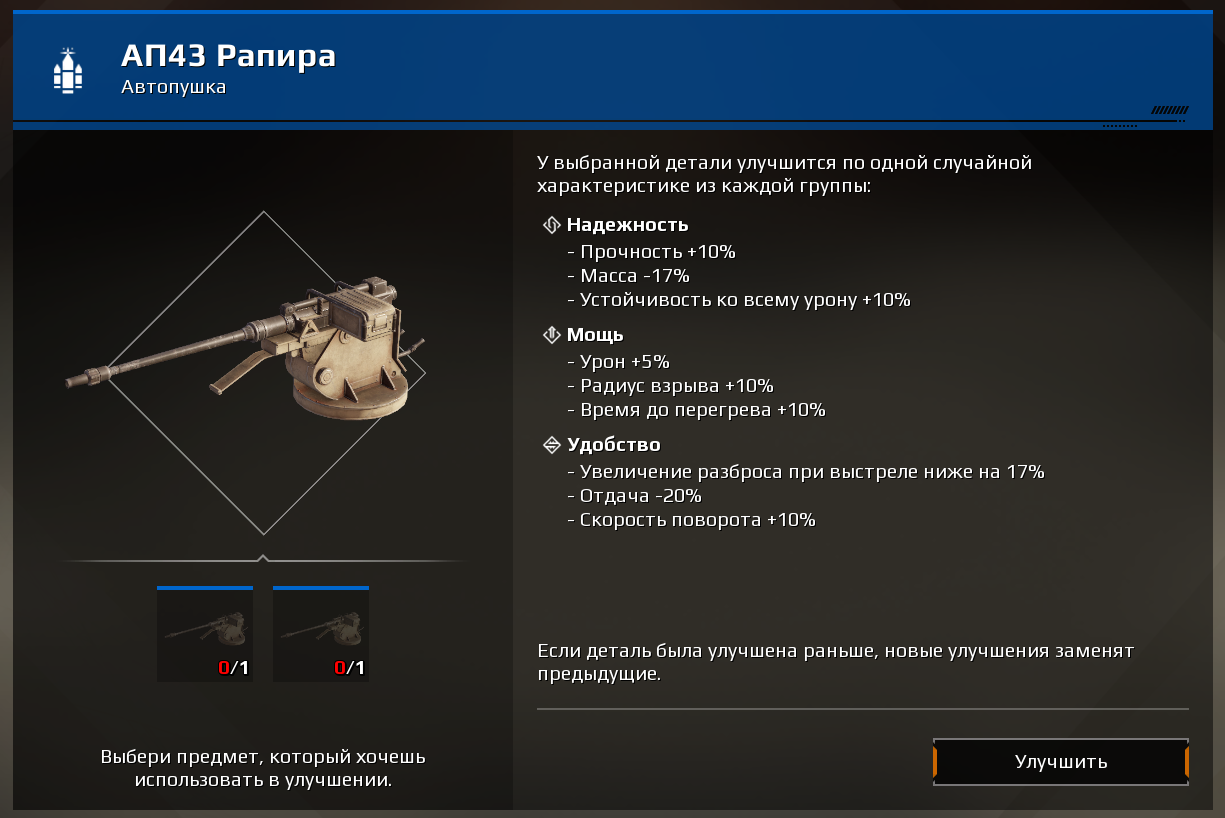 АП43 Рапира
Автопушка
У выбранной детали улучшится по одной случайной
характеристике из каждой группы:
Надежность
- Прочность +10%
- Масса -17%
- Устойчивость ко всему урону +10%
Мощь
- Урон +5%
- Радиус взрыва +10%
- Время до перегрева +10%
Удобство
- Увеличение разброса при выстреле ниже на 17%
- Отдача -20%
- Скорость поворота +10%
0/1
0/1
Если деталь была улучшена раньше, новые улучшения заменят
предыдущие.
Выбери предмет, который хочешь
использовать в улучшении.
Улучшить